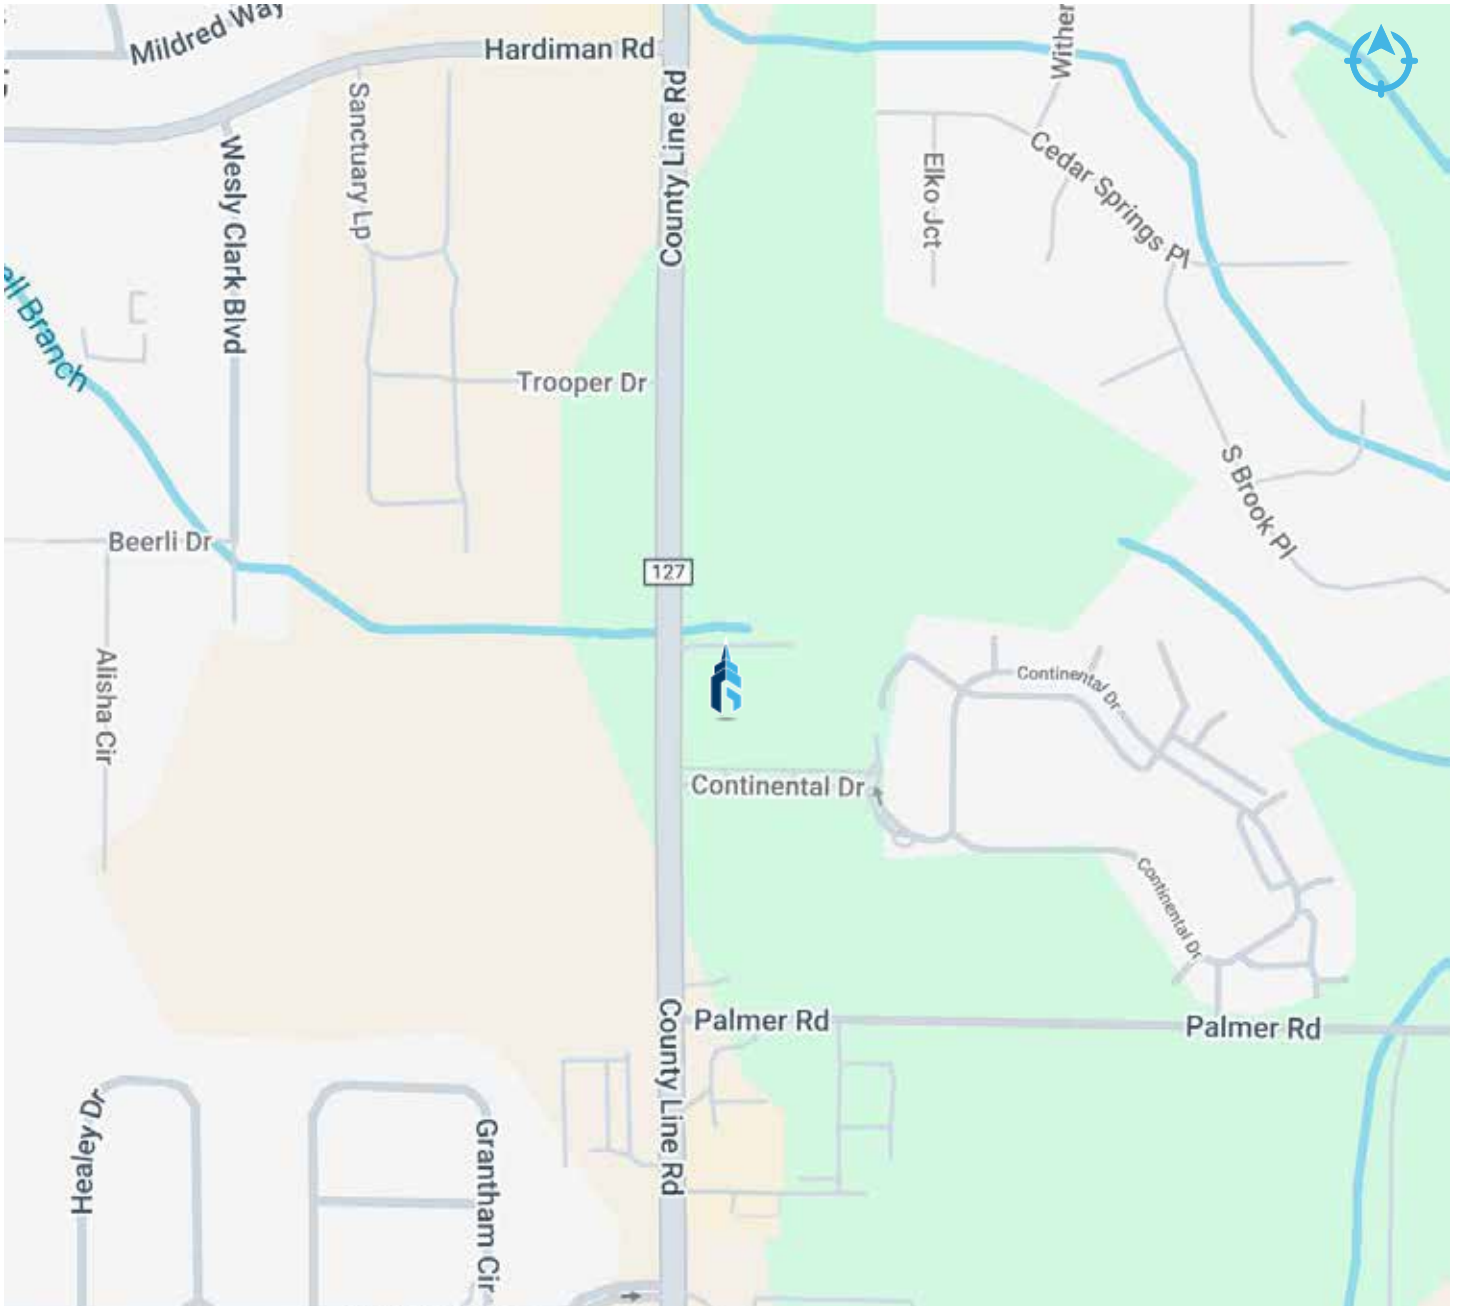 Mildred Way
Hardiman Rd
County Line Rd
Sanctuary Lp
Wesly Clark Blvd
Cedar Springs Pl
Elko Jct
Branch
Trooper Dr
S Brook Pl
Beerli Dr
127
Alisha Cir
Continental Dr
Continental Dr
Continental Dr
Palmer Rd
Palmer Rd
County Line Rd
Healey Dr
Grantham Cir